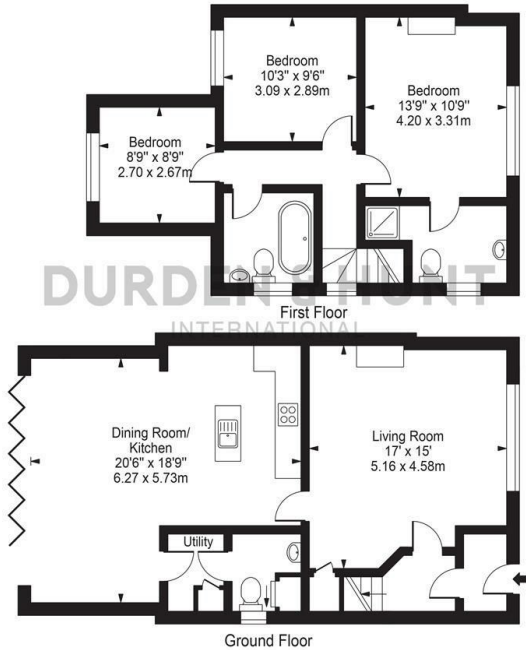 Bedroom
10'3" x 9'6"
3.09 x 2.89m
Bedroom
13'9" x 10'9"
4.20 x 3.31m
Bedroom
8'9" x 8'9"
2.70 x 2.67m
DURDEN & HUNT
INTERNATIONAL
First Floor
Dining Room/
Kitchen
20'6" x 18'9"
6.27 x 5.73m
Living Room
17' x 15'
5.16 x 4.58m
Utility
Ground Floor